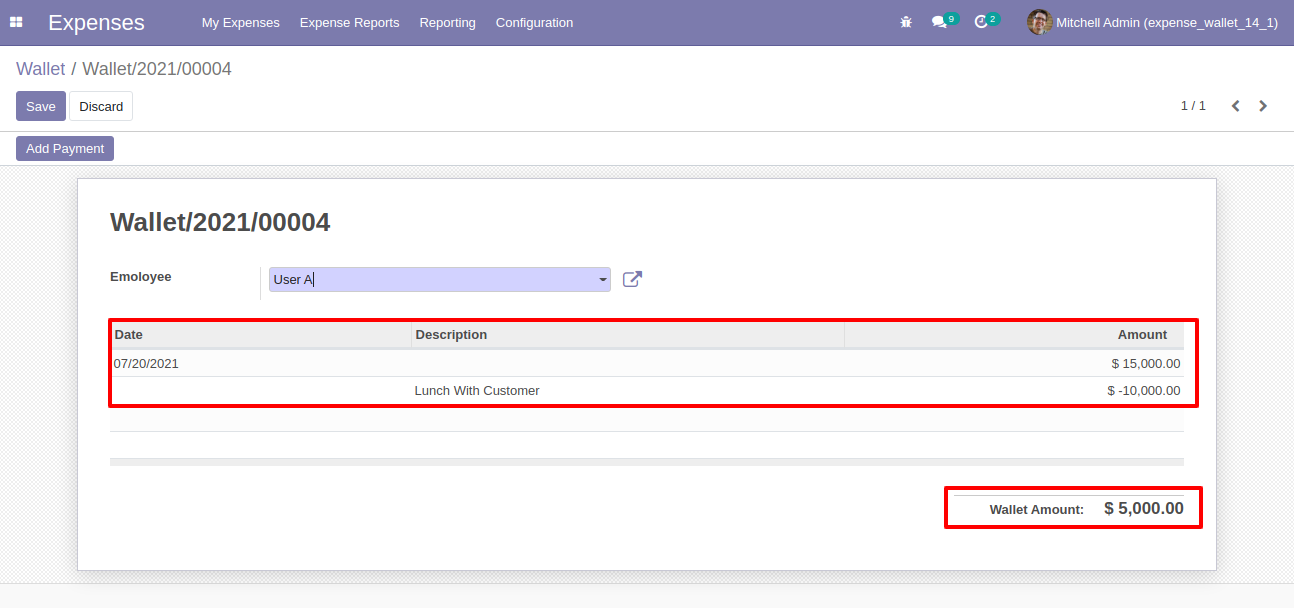 Expenses My Expenses Expense Reports Reporting Configuration 9 2 Mitchell Admin (expense_wallet_14_1)
Wallet / Wallet/2021/00004
Save Discard 1 / 1
Add Payment
Wallet/2021/00004
Emoloyee User A
Date Description Amount
07/20/2021 $ 15,000.00
Lunch With Customer $ -10,000.00
Wallet Amount: $ 5,000.00